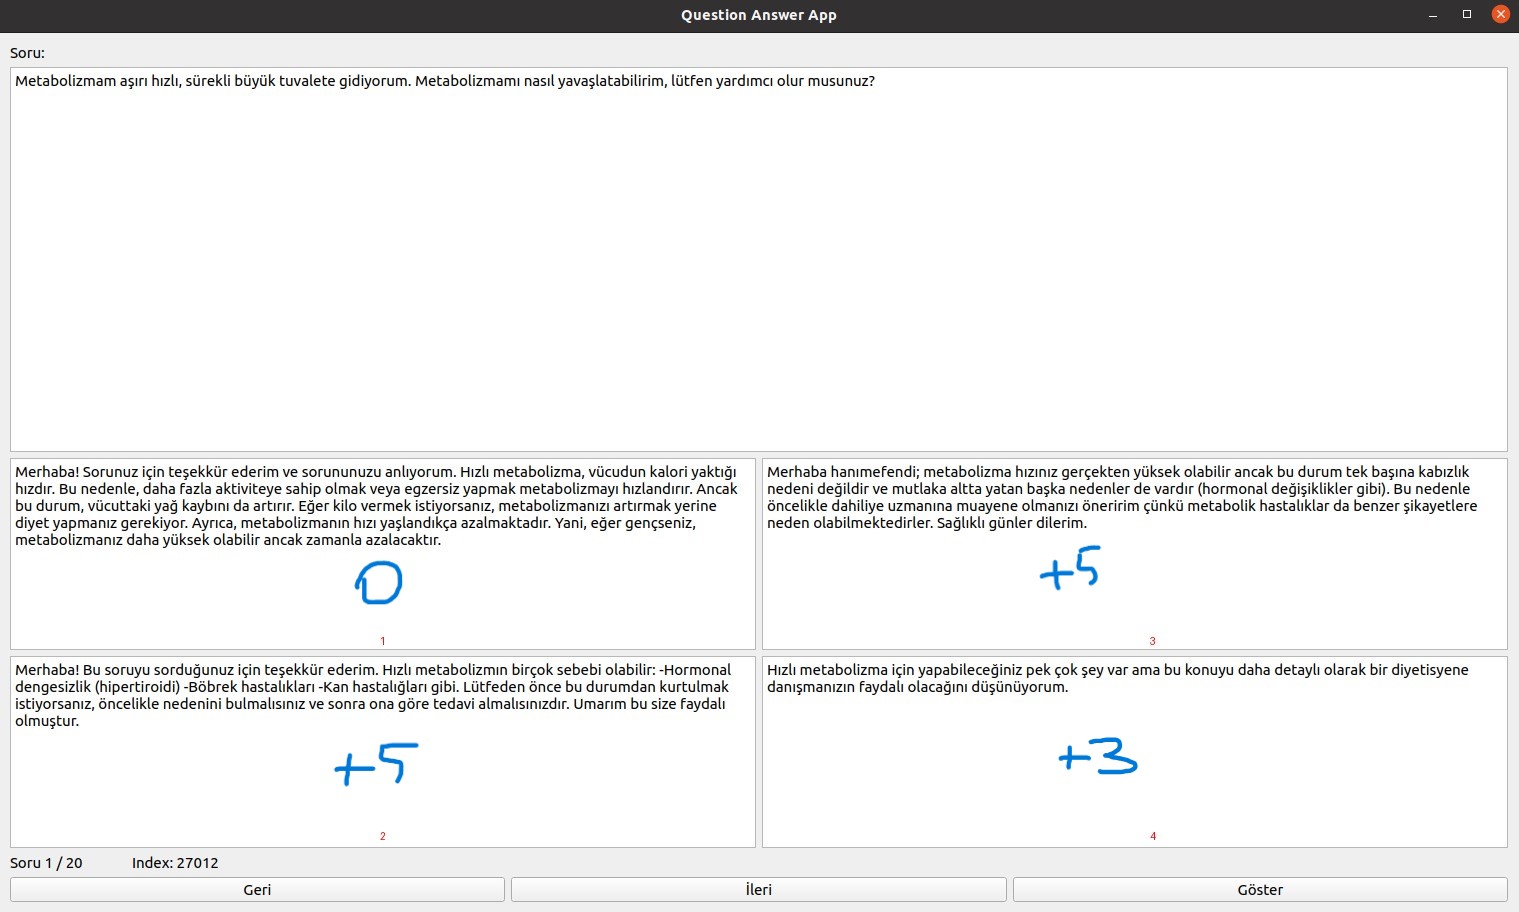 Question Answer App
Soru:
Metabolizmam aşırı hızlı, sürekli büyük tuvalete gidiyorum. Metabolizmamı nasıl yavaşlatabilirim, lütfen yardımcı olur musunuz?
Merhaba! Sorunuz için teşekkür ederim ve sorununuzu anlıyorum. Hızlı metabolizma, vücudun kalori yaktığı
hızdır. Bu nedenle, daha fazla aktiviteye sahip olmak veya egzersiz yapmak metabolizmayı hızlandırır. Ancak
bu durum, vücuttaki yağ kaybını da artırır. Eğer kilo vermek istiyorsanız, metabolizmanızı artırmak yerine
diyet yapmanız gerekiyor. Ayrıca, metabolizmanın hızı yaşlandıkça azalmaktadır. Yani, eğer gençseniz,
metabolizmanız daha yüksek olabilir ancak zamanla azalacaktır.
0
1
Merhaba hanımefendi; metabolizma hızınız gerçekten yüksek olabilir ancak bu durum tek başına kabızlık
nedeni değildir ve mutlaka altta yatan başka nedenler de vardır (hormonal değişiklikler gibi). Bu nedenle
öncelikle dahiliye uzmanına muayene olmanızı öneririm çünkü metabolik hastalıklar da benzer şikayetlere
neden olabilmektedirler. Sağlıklı günler dilerim.
+5
3
Merhaba! Bu soruyu sorduğunuz için teşekkür ederim. Hızlı metabolizmın birçok sebebi olabilir: -Hormonal
dengesizlik (hipertiroidi) -Böbrek hastalıkları -Kan hastalığları gibi. Lütfeden önce bu durumdan kurtulmak
istiyorsanız, öncelikle nedenini bulmalısınız ve sonra ona göre tedavi almalısınızdır. Umarım bu size faydalı
olmuştur.
+5
2
Hızlı metabolizma için yapabileceğiniz pek çok şey var ama bu konuyu daha detaylı olarak bir diyetisyene
danışmanızın faydalı olacağını düşünüyorum.
+3
4
Soru 1 / 20 Index: 27012
Geri İleri Göster